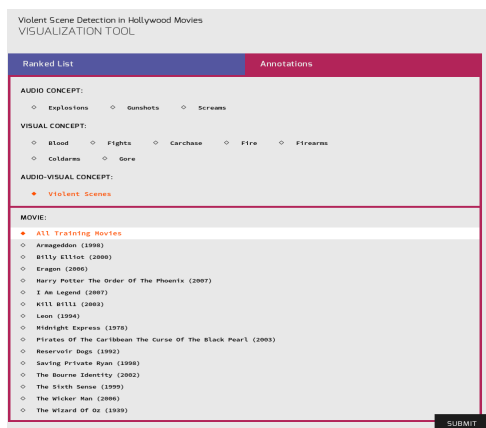 Violent Scene Detection in Hollywood Movies
VISUALIZATION TOOL
Ranked List
Annotations
AUDIO CONCEPT:
Explosions Gunshots Screams
VISUAL CONCEPT:
Blood Fights Carchase Fire Firearms
Coldarms Gore
AUDIO-VISUAL CONCEPT:
Violent Scenes
MOVIE:
All Training Movies
Armageddon (1998)
Billy Elliot (2000)
Eragon (2006)
Harry Potter The Order Of The Phoenix (2007)
I Am Legend (2007)
Kill Bill1 (2003)
Leon (1994)
Midnight Express (1978)
Pirates Of The Caribbean The Curse Of The Black Pearl (2003)
Reservoir Dogs (1992)
Saving Private Ryan (1998)
The Bourne Identity (2002)
The Sixth Sense (1999)
The Wicker Man (2006)
The Wizard Of Oz (1939)
SUBMIT